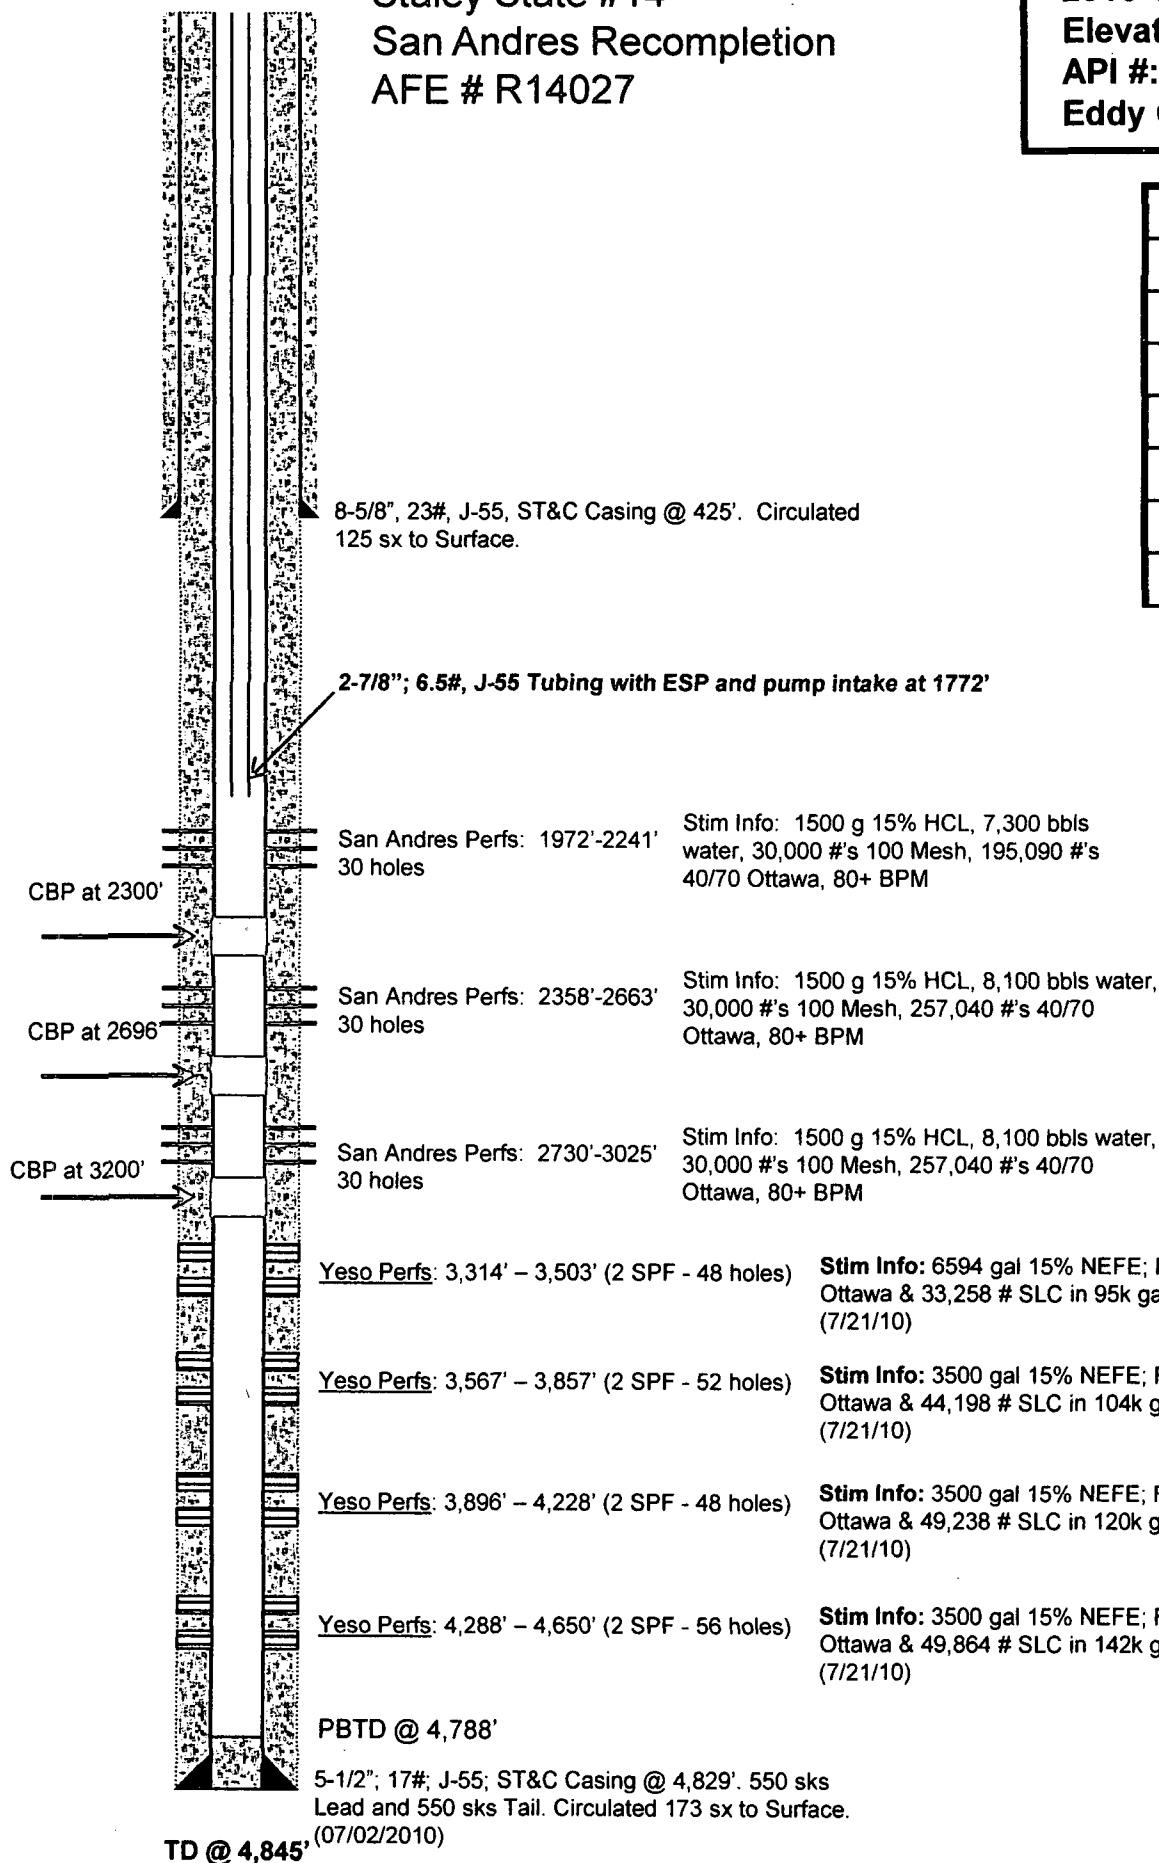 Staley State #14
San Andres Recompletion
AFE # R14027
Elevat
API #:
Eddy
8-5/8", 23#, J-55, ST&C Casing @ 425'. Circulated
125 sx to Surface.
2-7/8"; 6.5#, J-55 Tubing with ESP and pump intake at 1772'
San Andres Perfs: 1972'-2241'
30 holes
Stim Info: 1500 g 15% HCL, 7,300 bbls
water, 30,000 #'s 100 Mesh, 195,090 #'s
40/70 Ottawa, 80+ BPM
CBP at 2300'
San Andres Perfs: 2358'-2663'
30 holes
Stim Info: 1500 g 15% HCL, 8,100 bbls water,
30,000 #'s 100 Mesh, 257,040 #'s 40/70
Ottawa, 80+ BPM
CBP at 2696'
San Andres Perfs: 2730'-3025'
30 holes
Stim Info: 1500 g 15% HCL, 8,100 bbls water,
30,000 #'s 100 Mesh, 257,040 #'s 40/70
Ottawa, 80+ BPM
CBP at 3200'
Yeso Perfs: 3,314' – 3,503' (2 SPF - 48 holes)
Stim Info: 6594 gal 15% NEFE;
Ottawa & 33,258 # SLC in 95k ga
(7/21/10)
Yeso Perfs: 3,567' – 3,857' (2 SPF - 52 holes)
Stim Info: 3500 gal 15% NEFE;
Ottawa & 44,198 # SLC in 104k g
(7/21/10)
Yeso Perfs: 3,896' – 4,228' (2 SPF - 48 holes)
Stim Info: 3500 gal 15% NEFE;
Ottawa & 49,238 # SLC in 120k g
(7/21/10)
Yeso Perfs: 4,288' – 4,650' (2 SPF - 56 holes)
Stim Info: 3500 gal 15% NEFE;
Ottawa & 49,864 # SLC in 142k g
(7/21/10)
PBTD @ 4,788'
5-1/2"; 17#; J-55; ST&C Casing @ 4,829'. 550 sks
Lead and 550 sks Tail. Circulated 173 sx to Surface.
(07/02/2010)
TD @ 4,845'